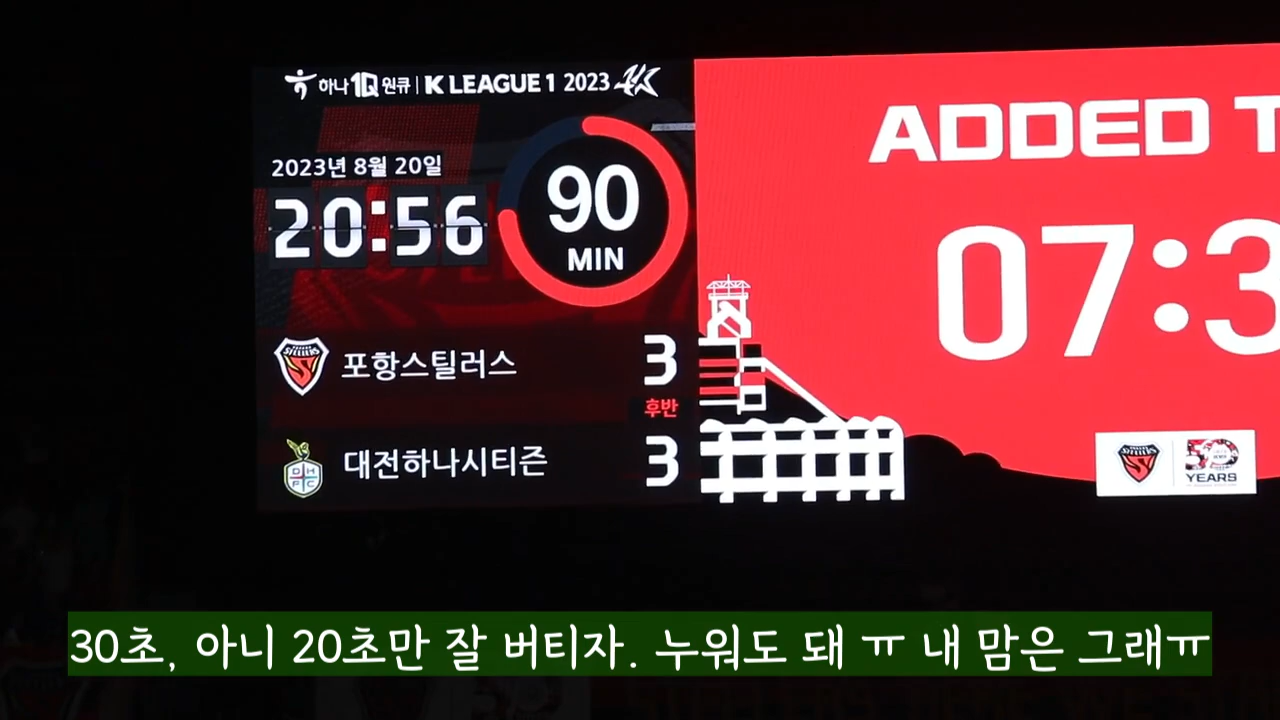 하나 1Q 원큐 | K LEAGUE 1 2023
2023년 8월 20일
20:56
90
MIN
포항스틸러스 3
후반
대전하나시티즌 3
ADDED T
07:3
STEELERS
50
YEARS
DHFC
30초, 아니 20초만 잘 버티자. 누워도 돼 ㅠ 내 맘은 그래ㅠ